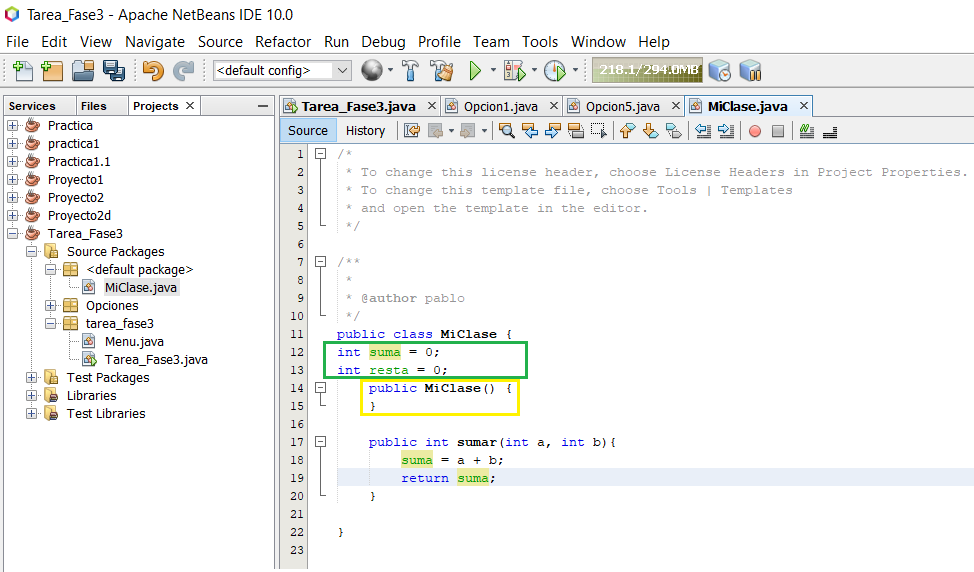 Tarea_Fase3 - Apache NetBeans IDE 10.0
File Edit View Navigate Source Refactor Run Debug Profile Team Tools Window Help
<default config> 218.1/294.0MB
Services Files Projects
Tarea_Fase3.java Opcion1.java Opcion5.java MiClase.java
Source History
Practica
practica1
Practica1.1
Proyecto1
Proyecto2
Proyecto2d
Tarea_Fase3
Source Packages
<default package>
MiClase.java
Opciones
tarea_fase3
Menu.java
Tarea_Fase3.java
Test Packages
Libraries
Test Libraries
1 /*
2 * To change this license header, choose License Headers in Project Properties.
3 * To change this template file, choose Tools | Templates
4 * and open the template in the editor.
5 */
6
7 /**
8 *
9 * @author pablo
10 */
11 public class MiClase {
12 int suma = 0;
13 int resta = 0;
14 public MiClase() {
15 }
16
17 public int sumar(int a, int b){
18 suma = a + b;
19 return suma;
20 }
21
22 }
23